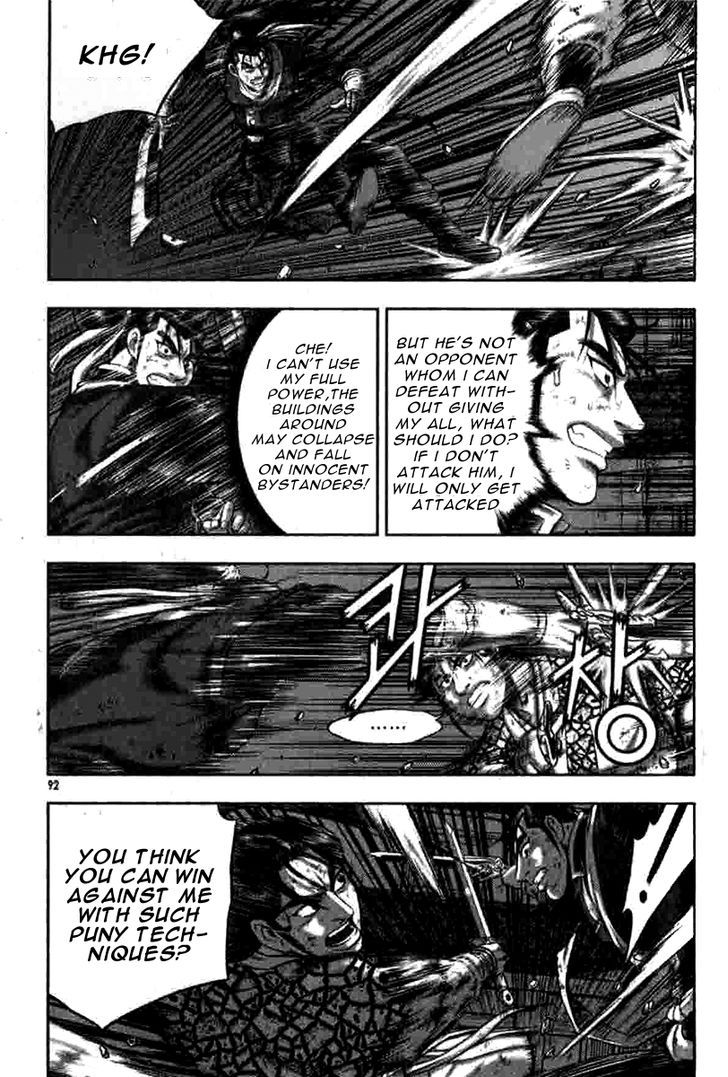 KHG!
CHE!
I CAN'T USE
MY FULL
POWER,THE
BUILDINGS
AROUND
MAY COLLAPSE
AND FALL
ON INNOCENT
BYSTANDERS!
BUT HE'S NOT
AN OPPONENT
WHOM I CAN
DEFEAT WITH-
OUT GIVING
MY ALL, WHAT
SHOULD I DO?
IF I DON'T
ATTACK HIM, I
WILL ONLY GET
ATTACKED
카
캉
......
92
!
YOU THINK
YOU CAN WIN
AGAINST ME
WITH SUCH
PUNY TECH-
NIQUES?